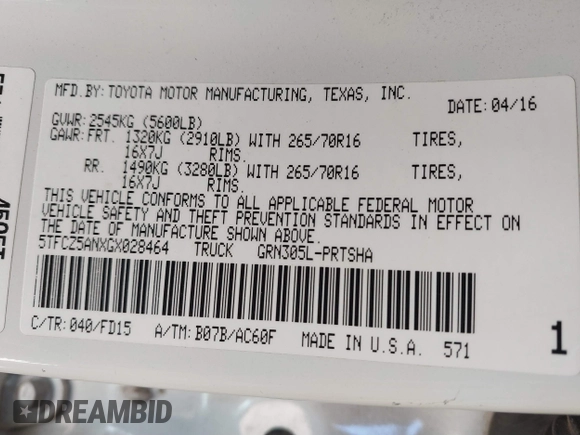 MFD.BY: TOYOTA MOTOR MANUFACTURING, TEXAS, INC.
DATE: 04/16
GVWR: 2545KG (5600LB)
GAWR: FRT. 1320KG (2910LB) WITH 265/70R16 TIRES,
16X7J RIMS.
RR. 1490KG (3280LB) WITH 265/70R16 TIRES,
16X7J RIMS.
THIS VEHICLE CONFORMS TO ALL APPLICABLE FEDERAL MOTOR
VEHICLE SAFETY AND THEFT PREVENTION STANDARDS IN EFFECT ON
THE DATE OF MANUFACTURE SHOWN ABOVE.
5TFCZ5ANXGX028464 TRUCK GRN305L-PRTSHA
C/TR: 040/FD15 A/TM: B07B/AC60F MADE IN U.S.A. 571
1
DREAMBID